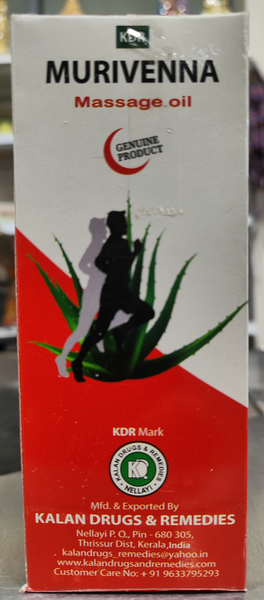 KDR
MURIVENNA
Massage oil
GENUINE
PRODUCT
KDR Mark
KALAN DRUGS & REMEDIES
KDR
NELLAYI
Mfd. & Exported By
KALAN DRUGS & REMEDIES
Nellayi P. O., Pin - 680 305,
Thrissur Dist, Kerala,India
kalandrugs_remedies@yahoo.in
www.kalandrugsandremedies.com
Customer Care No: + 91 9633795293